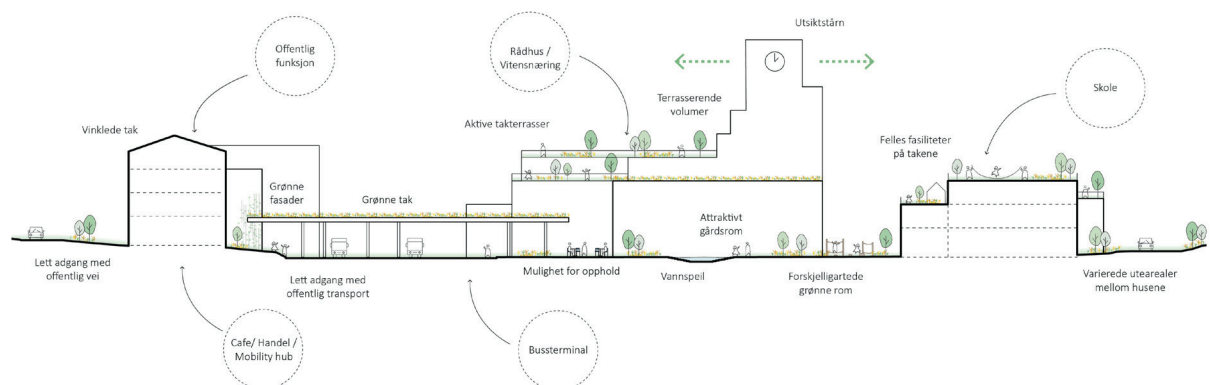 Utsiktstårn
Offentlig
funksjon
Rådhus /
Vitensnæring
Skole
Vinklede tak
Aktive takterrasser
Terrasserende
volumer
Felles fasiliteter
på takene
Grønne
fasader
Grønne tak
Attraktivt
gårdsrom
Lett adgang med
offentlig vei
Lett adgang med
offentlig transport
Mulighet for opphold
Vannspeil
Forskjelligartede
grønne rom
Varierede utearealer
mellom husene
Cafe/ Handel /
Mobility hub
Bussterminal